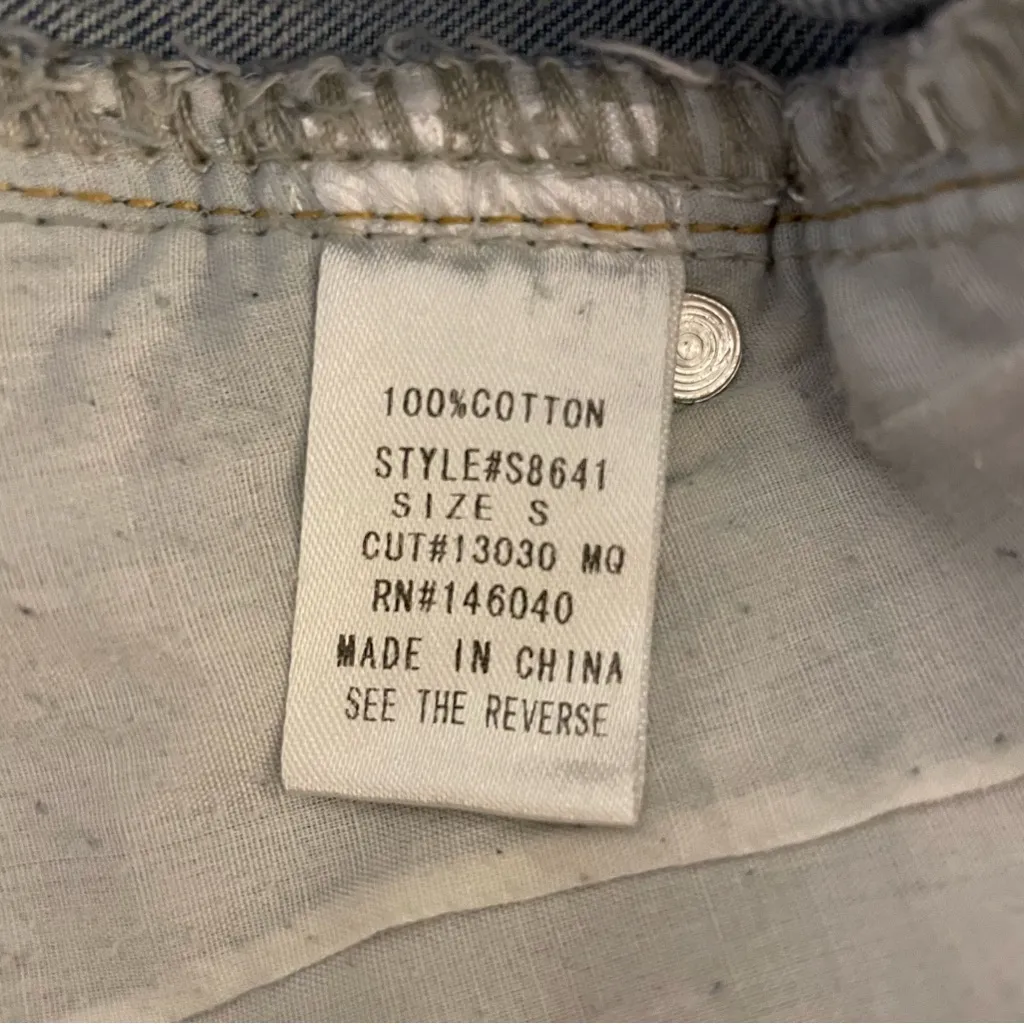 100%COTTON
STYLE#S8641
SIZE S
CUT#13030 MQ
RN#146040
MADE IN CHINA
SEE THE REVERSE